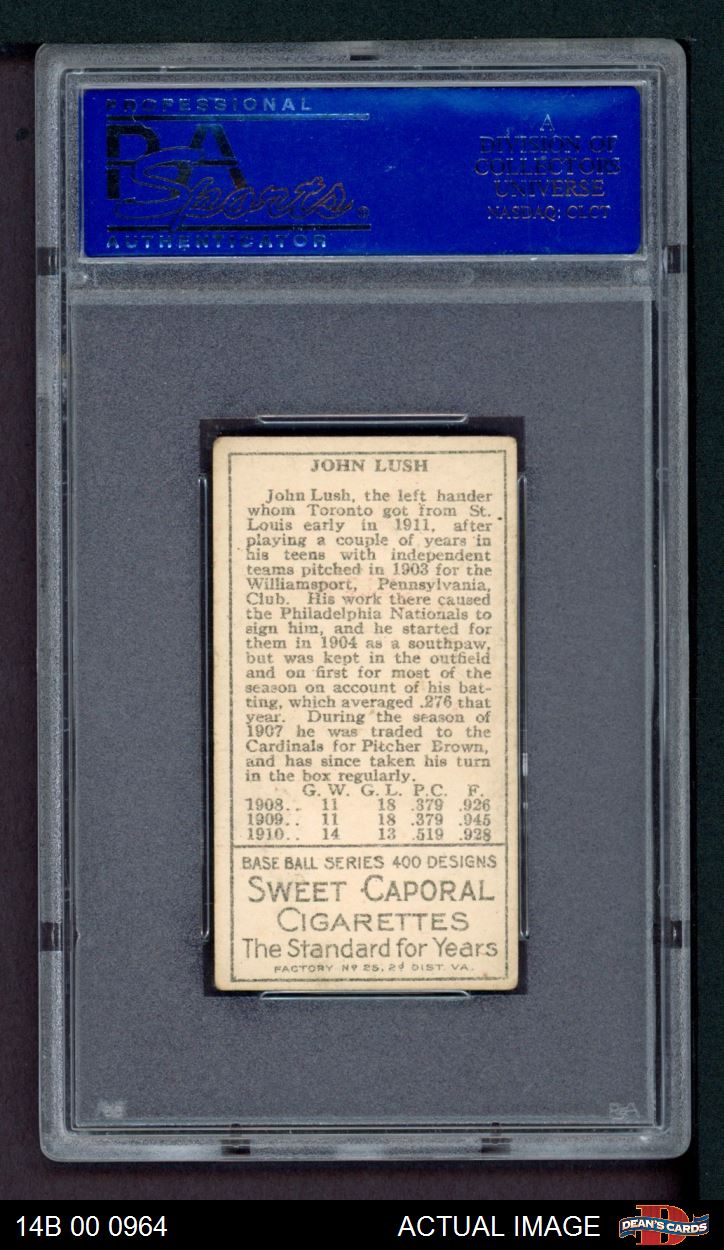 PROFESSIONAL
PSA
Sports®
AUTHENTICATOR
A
DIVISION OF
COLLECTORS
UNIVERSE
NASDAQ: CLCT
JOHN LUSH
John Lush, the left hander
whom Toronto got from St.
Louis early in 1911, after
playing a couple of years in
his teens with independent
teams pitched in 1903 for the
Williamsport, Pennsylvania,
Club. His work there caused
the Philadelphia Nationals to
sign him, and he started for
them in 1904 as a southpaw,
but was kept in the outfield
and on first for most of the
season on account of his bat-
ting, which averaged .276 that
year. During the season of
1907 he was traded to the
Cardinals for Pitcher Brown,
and has since taken his turn
in the box regularly.
G. W. G. L. P.C. F.
1908.. 11 18 .379 .926
1909.. 11 18 .379 .945
1910.. 14 13 .519 .928
BASE BALL SERIES 400 DESIGNS
SWEET CAPORAL
CIGARETTES
The Standard for Years
FACTORY Nº 25, 2d DIST. VA.
PSA
14B 00 0964
ACTUAL IMAGE
DEAN'S CARDS